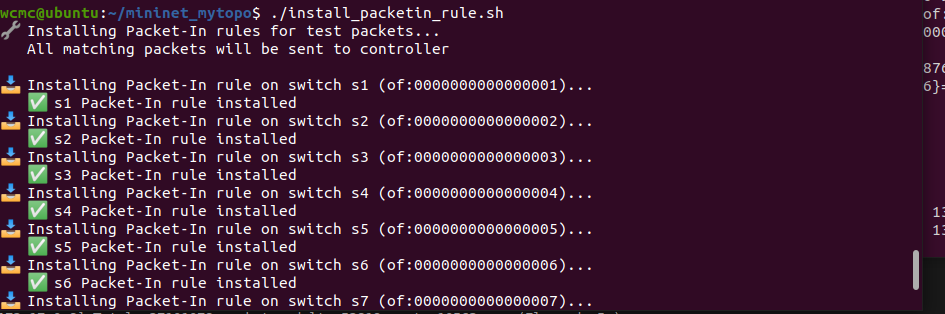 wcmc@ubuntu:~/mininet_mytopo$ ./install_packetin_rule.sh
🔧 Installing Packet-In rules for test packets...
All matching packets will be sent to controller
📥 Installing Packet-In rule on switch s1 (of:0000000000000001)...
✅ s1 Packet-In rule installed
📥 Installing Packet-In rule on switch s2 (of:0000000000000002)...
✅ s2 Packet-In rule installed
📥 Installing Packet-In rule on switch s3 (of:0000000000000003)...
✅ s3 Packet-In rule installed
📥 Installing Packet-In rule on switch s4 (of:0000000000000004)...
✅ s4 Packet-In rule installed
📥 Installing Packet-In rule on switch s5 (of:0000000000000005)...
✅ s5 Packet-In rule installed
📥 Installing Packet-In rule on switch s6 (of:0000000000000006)...
✅ s6 Packet-In rule installed
📥 Installing Packet-In rule on switch s7 (of:0000000000000007)...
of:
000
876
6}=
13
13